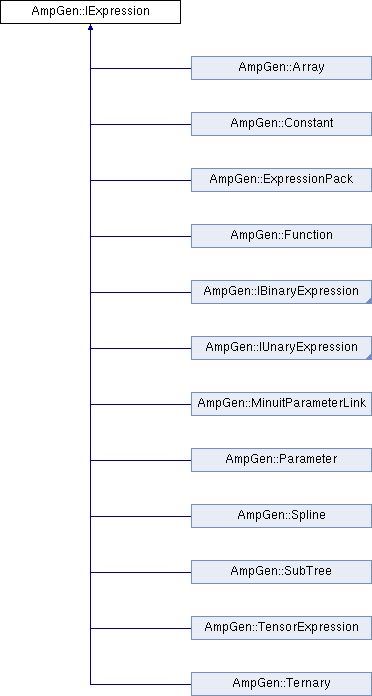 AmpGen::IExpression
AmpGen::Array
AmpGen::Constant
AmpGen::ExpressionPack
AmpGen::Function
AmpGen::IBinaryExpression
AmpGen::IUnaryExpression
AmpGen::MinuitParameterLink
AmpGen::Parameter
AmpGen::Spline
AmpGen::SubTree
AmpGen::TensorExpression
AmpGen::Ternary